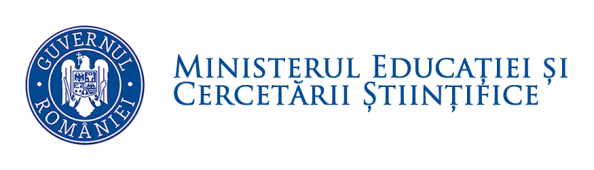 GUVERNUL
ROMÂNIEI
MINISTERUL EDUCAȚIEI ȘI
CERCETĂRII ȘTIINȚIFICE